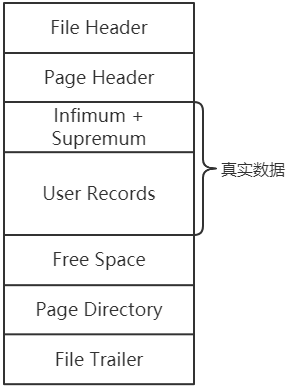 File Header
Page Header
Infimum +
Supremum
真实数据
User Records
Free Space
Page Directory
File Trailer